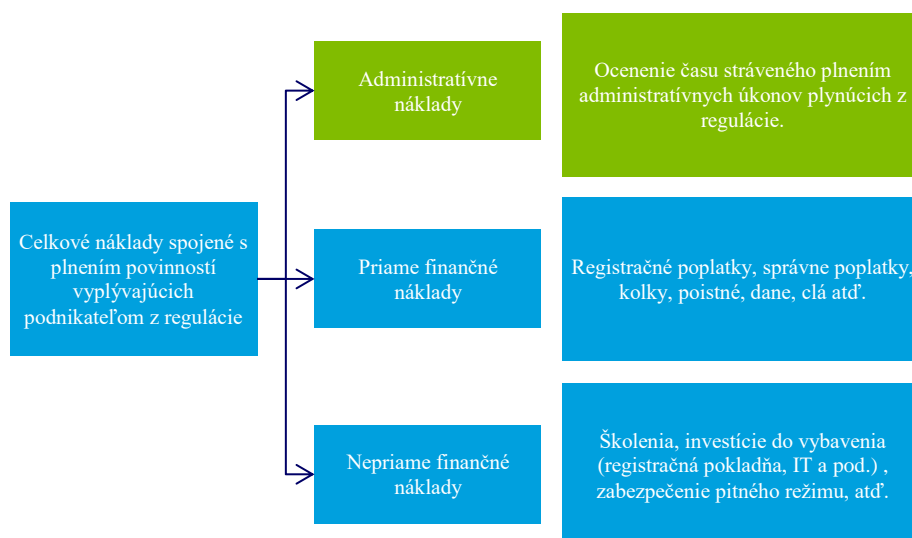 Administratívne
náklady
Ocenenie času stráveného plnením
administratívnych úkonov plynúcich z
regulácie.
Celkové náklady spojené s
plnením povinností
vyplývajúcich
podnikateľom z regulácie
Priame finančné
náklady
Registračné poplatky, správne poplatky,
kolky, poistné, dane, clá atď.
Nepriame finančné
náklady
Školenia, investície do vybavenia
(registračná pokladňa, IT a pod.) ,
zabezpečenie pitného režimu, atď.